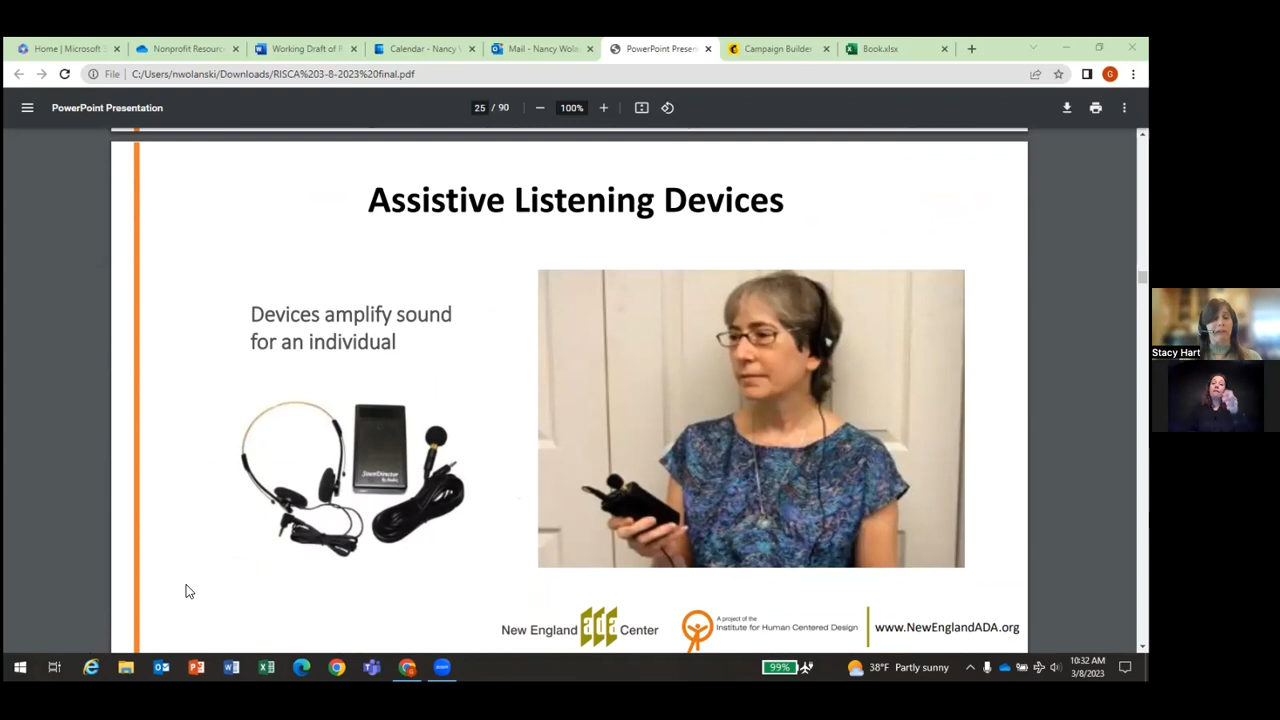 Home | Microsoft
Nonprofit Resourc
Working Draft of R
Calendar - Nancy
Mail - Nancy Wola
PowerPoint Presen
Campaign Builder
Book.xlsx
File C:/Users/nwolanski/Downloads/RISCA%203-8-2023%20final.pdf
G
PowerPoint Presentation
25 / 90
100%
Assistive Listening Devices
Devices amplify sound
for an individual
New England ada Center
A project of the
Institute for Human Centered Design
www.NewEnglandADA.org
Stacy Hart
99%
38°F Partly sunny
10:32 AM
3/8/2023